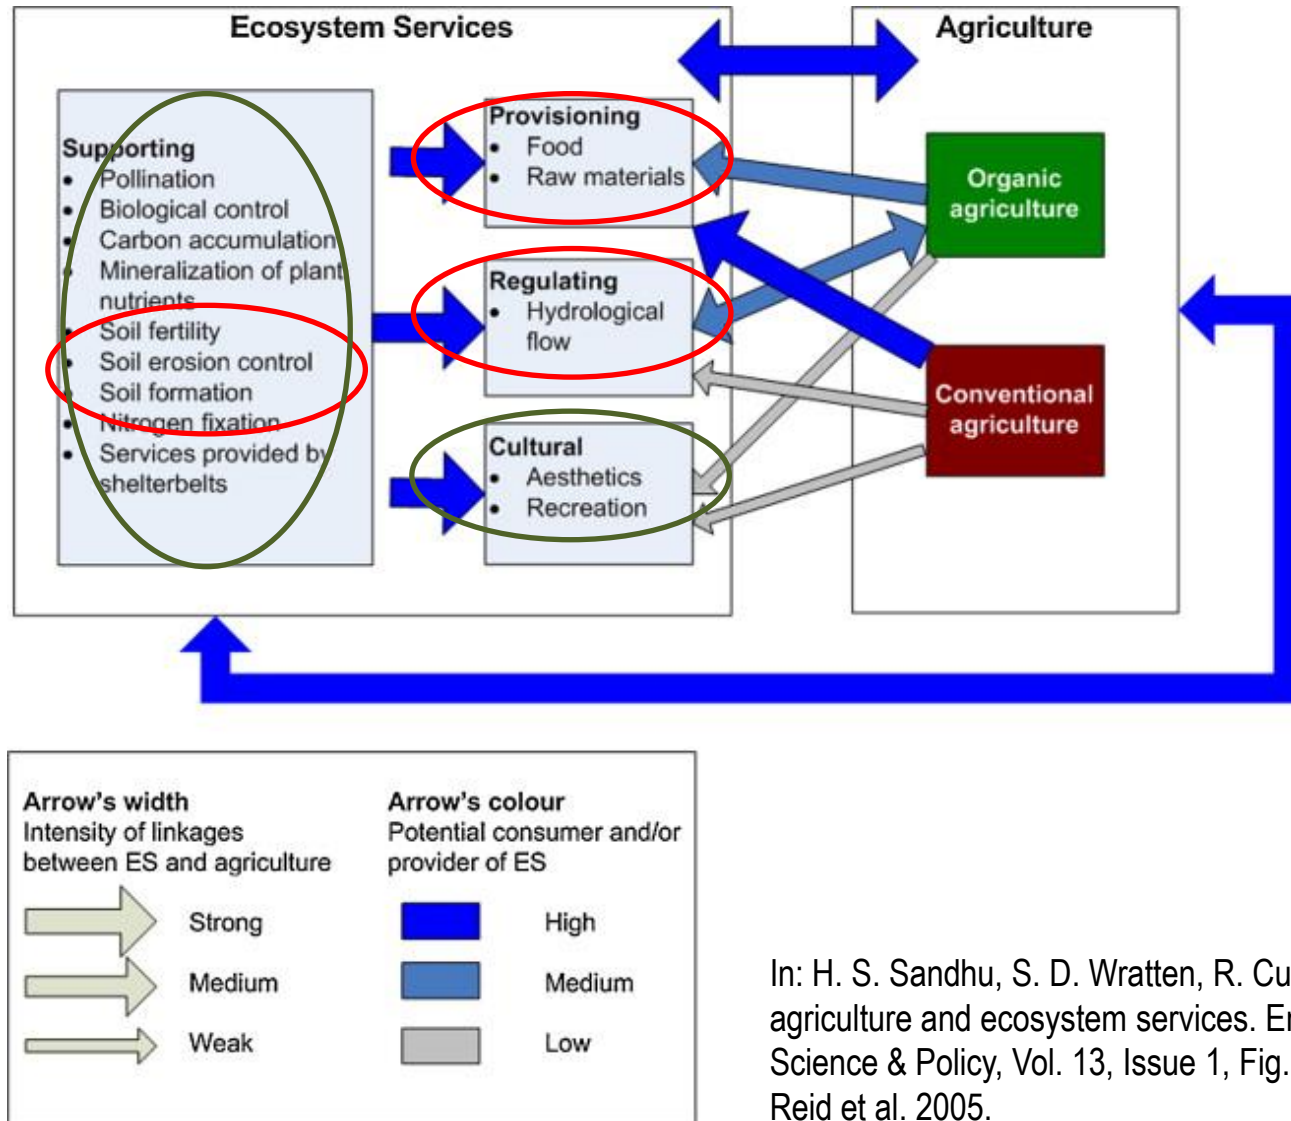 Ecosystem Services
Agriculture
Supporting
• Pollination
• Biological control
• Carbon accumulation
• Mineralization of plant
nutrients
• Soil fertility
• Soil erosion control
• Soil formation
• Nitrogen fixation
• Services provided by
shelterbelts
Provisioning
• Food
• Raw materials
Regulating
• Hydrological
flow
Cultural
• Aesthetics
• Recreation
Organic
agriculture
Conventional
agriculture
Arrow's width
Intensity of linkages
between ES and agriculture
Strong
Medium
Weak
Arrow's colour
Potential consumer and/or
provider of ES
High
Medium
Low
In: H. S. Sandhu, S. D. Wratten, R. Cu
agriculture and ecosystem services. En
Science & Policy, Vol. 13, Issue 1, Fig.
Reid et al. 2005.